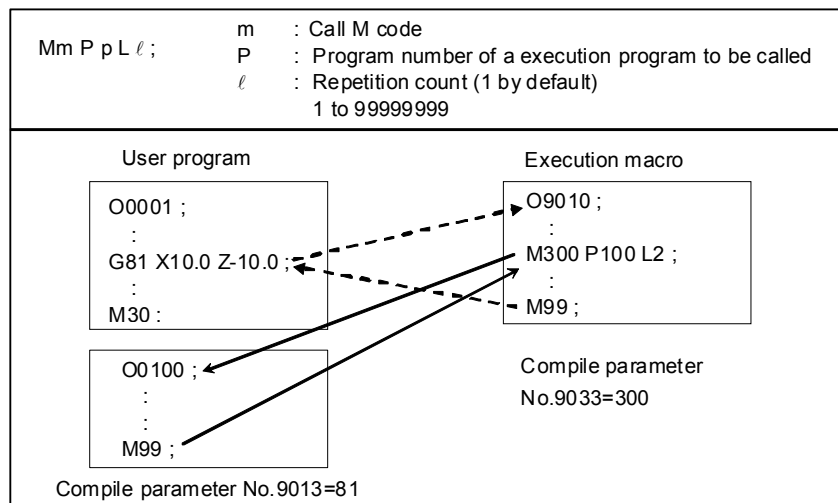 Mm P p L ℓ ;
m : Call M code
P : Program number of a execution program to be called
ℓ : Repetition count (1 by default)
1 to 99999999
User program
O0001 ;
:
G81 X10.0 Z-10.0 ;
:
M30 :
O0100 ;
:
:
M99 ;
Compile parameter No.9013=81
Execution macro
O9010 ;
:
M300 P100 L2 ;
:
M99 ;
Compile parameter
No.9033=300